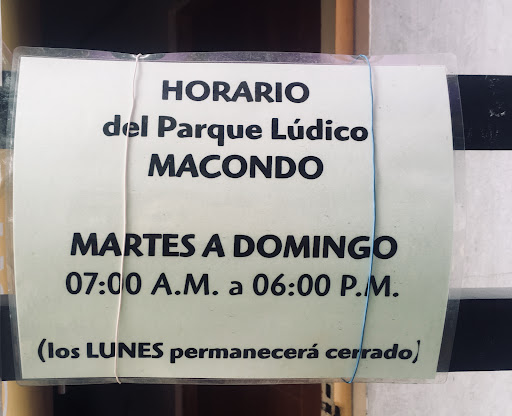 HORARIO
del Parque Lúdico
MACONDO
MARTES A DOMINGO
07:00 A.M. a 06:00 P.M.
(los LUNES permanecerá cerrado)